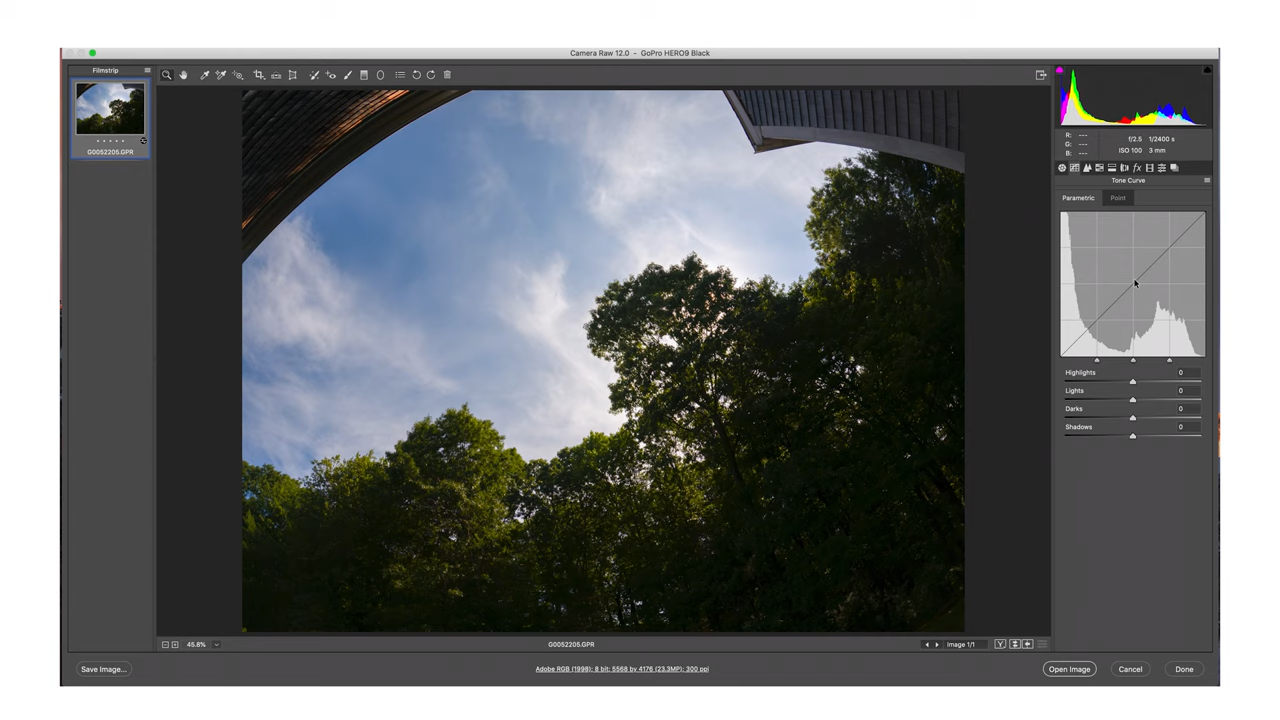 Camera Raw 12.0 - GoPro HERO9 Black
Filmstrip
G0052205.GPR
R: ---
G: ---
B: ---
f/2.5 1/2400 s
ISO 100 3 mm
fx
Tone Curve
Parametric Point
Highlights 0
Lights 0
Darks 0
Shadows 0
45.8%
G0052205.GPR
Image 1/1
Y
Save Image...
Adobe RGB (1998); 8 bit; 5568 by 4176 (23.3MP); 300 ppi
Open Image
Cancel
Done